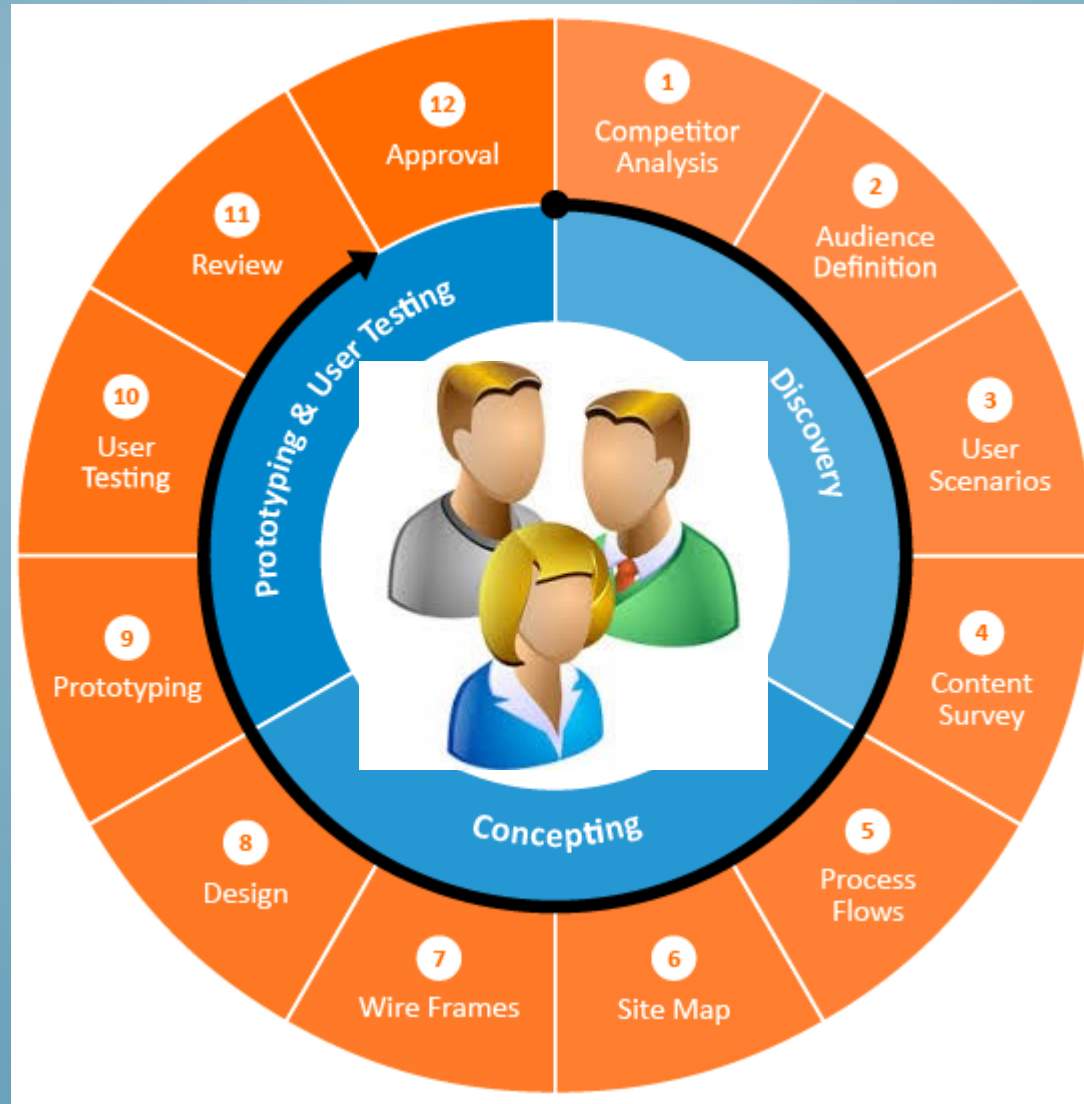 1
Competitor
Analysis
2
Audience
Definition
3
User
Scenarios
4
Content
Survey
5
Process
Flows
6
Site Map
7
Wire Frames
8
Design
9
Prototyping
10
User
Testing
11
Review
12
Approval
Discovery
Concepting
Prototyping & User Testing